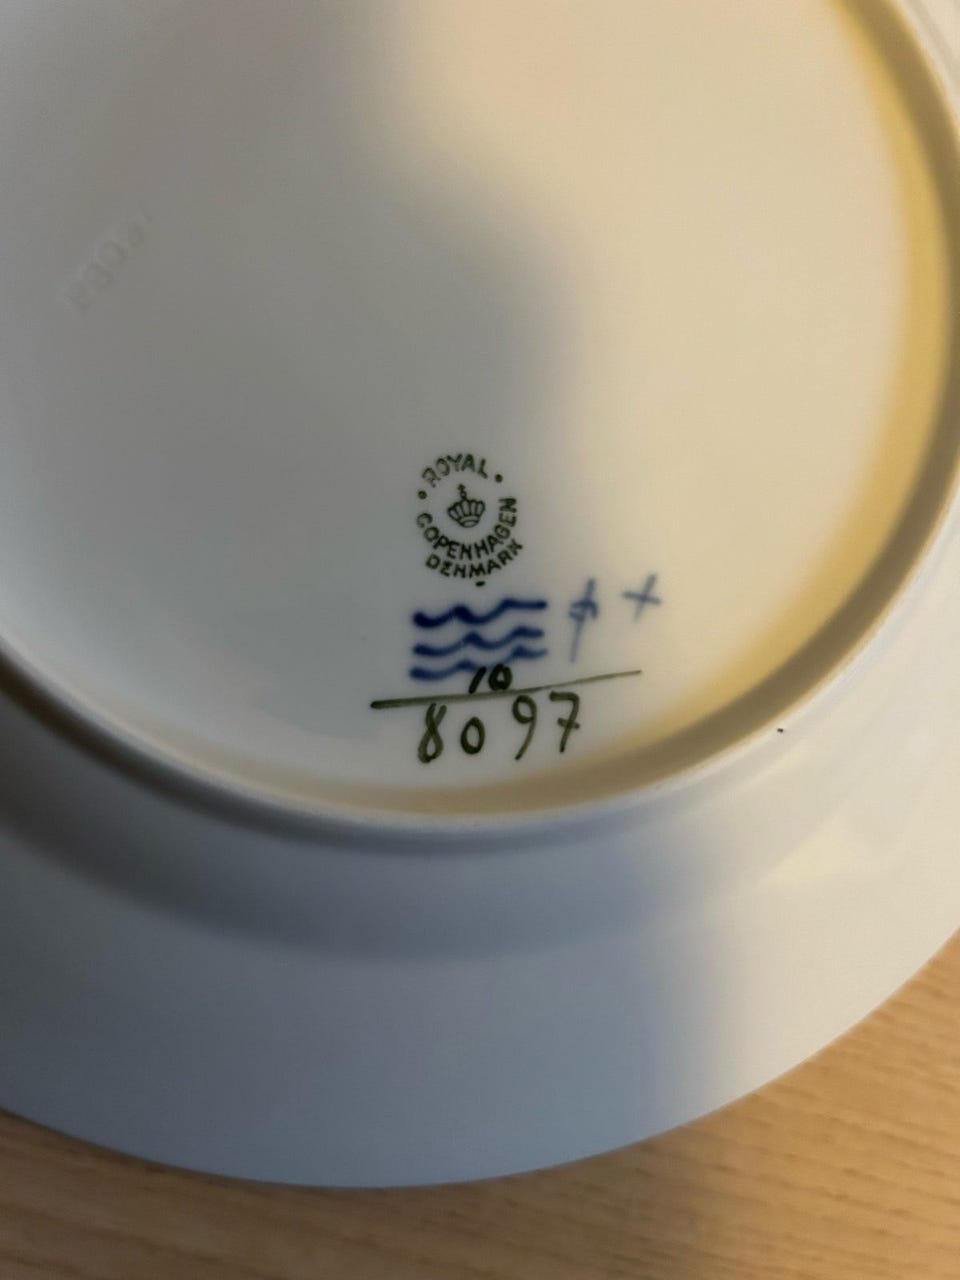 ROYAL
COPENHAGEN
DENMARK
10
8097